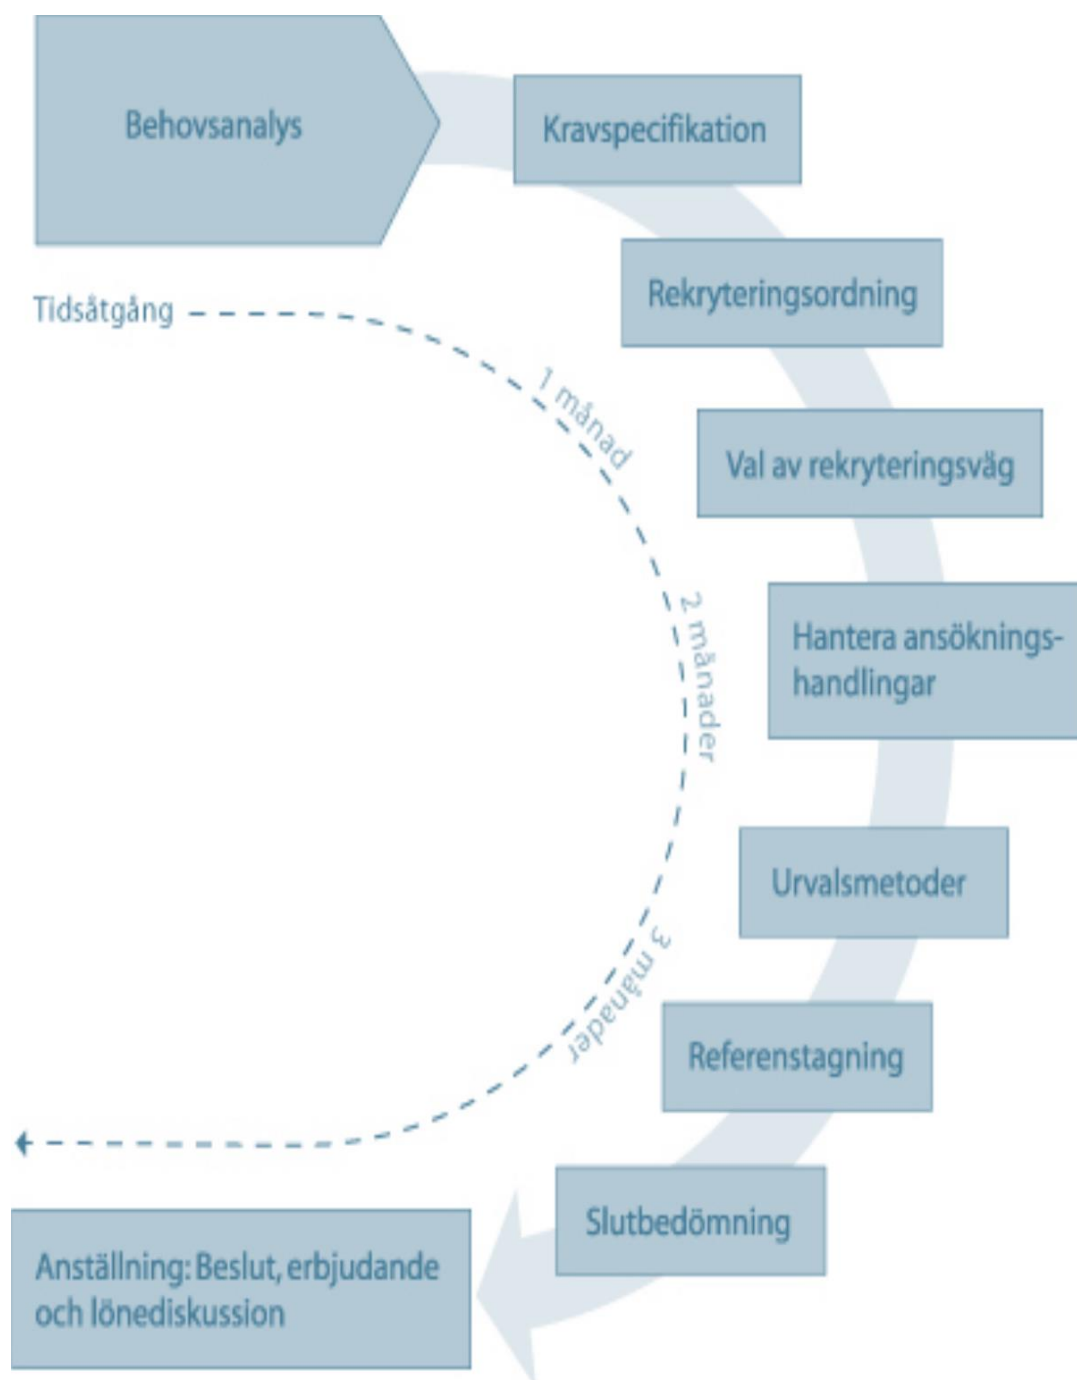 Behovsanalys
Kravspecifikation
Rekryteringsordning
Tidsåtgång
1 månad
Val av rekryteringsväg
2 månader
Hantera ansöknings-
handlingar
Urvalsmetoder
3 månader
Referenstagning
Slutbedömning
Anställning: Beslut, erbjudande
och lönediskussion